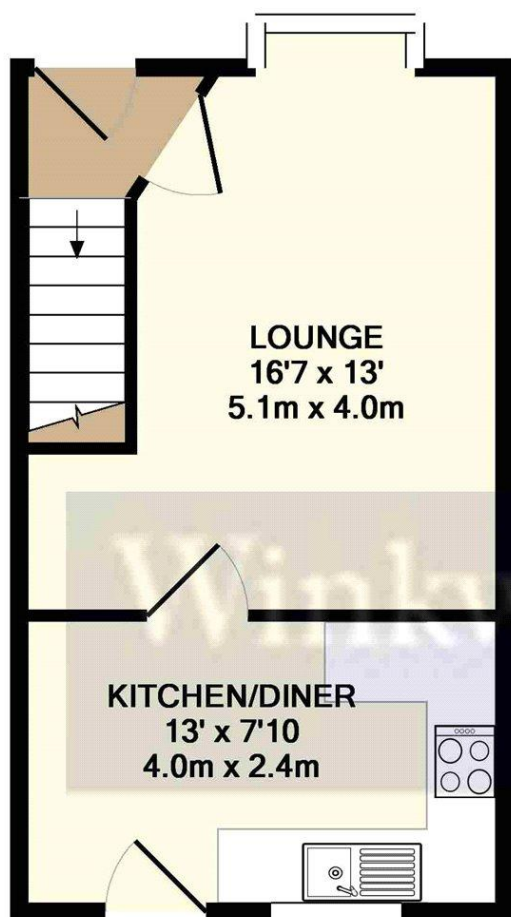 LOUNGE
16'7 x 13'
5.1m x 4.0m
KITCHEN/DINER
13' x 7'10
4.0m x 2.4m